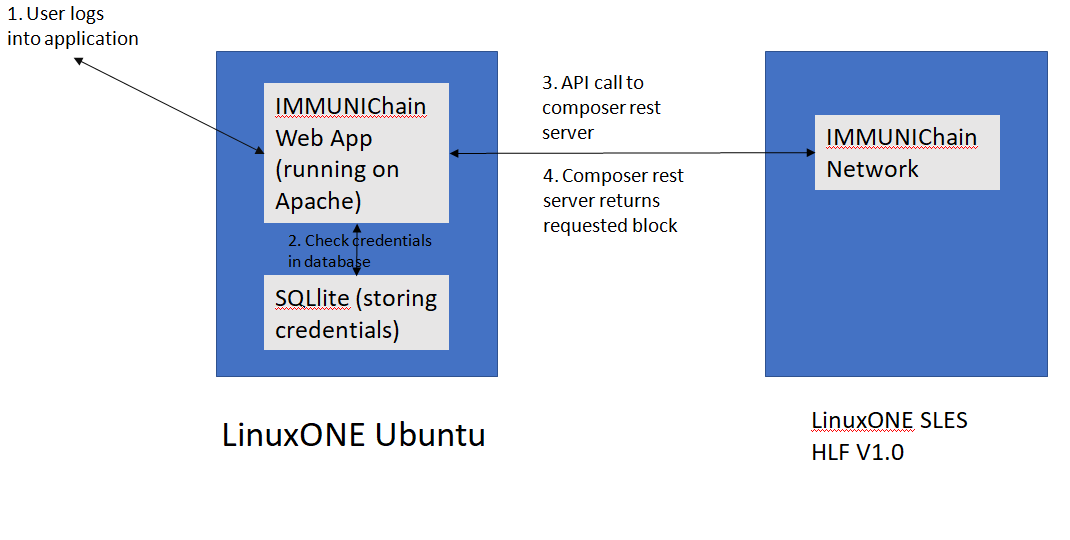 1. User logs
into application
IMMUNIChain
Web App
(running on
Apache)
2. Check credentials
in database
SQLlite (storing
credentials)
LinuxONE Ubuntu
3. API call to
composer rest
server
4. Composer rest
server returns
requested block
IMMUNIChain
Network
LinuxONE SLES
HLF V1.0